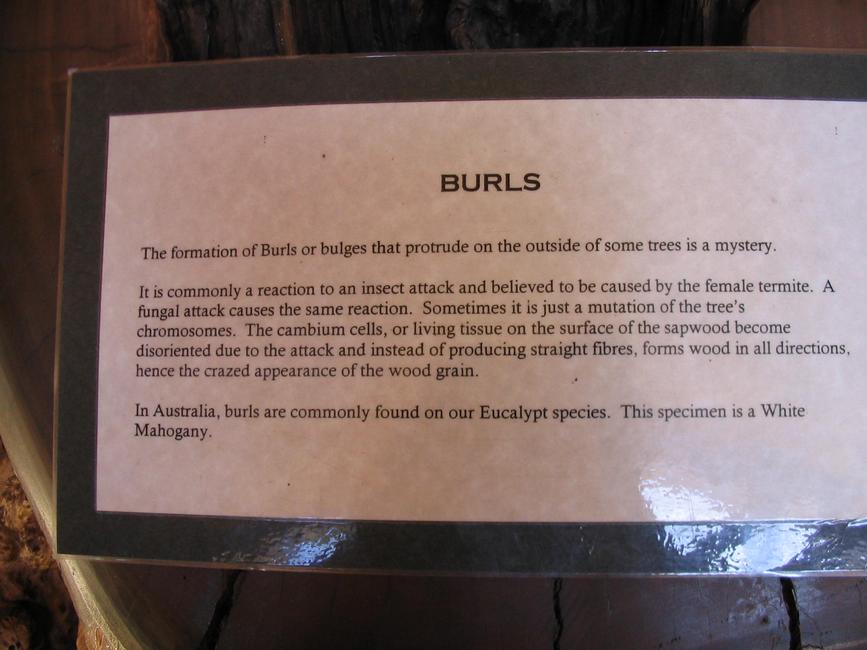 BURLS
The formation of Burls or bulges that protrude on the outside of some trees is a mystery.
It is commonly a reaction to an insect attack and believed to be caused by the female termite.  A
fungal attack causes the same reaction.  Sometimes it is just a mutation of the tree's
chromosomes.  The cambium cells, or living tissue on the surface of the sapwood become
disoriented due to the attack and instead of producing straight fibres, forms wood in all directions,
hence the crazed appearance of the wood grain.
In Australia, burls are commonly found on our Eucalypt species.  This specimen is a White
Mahogany.